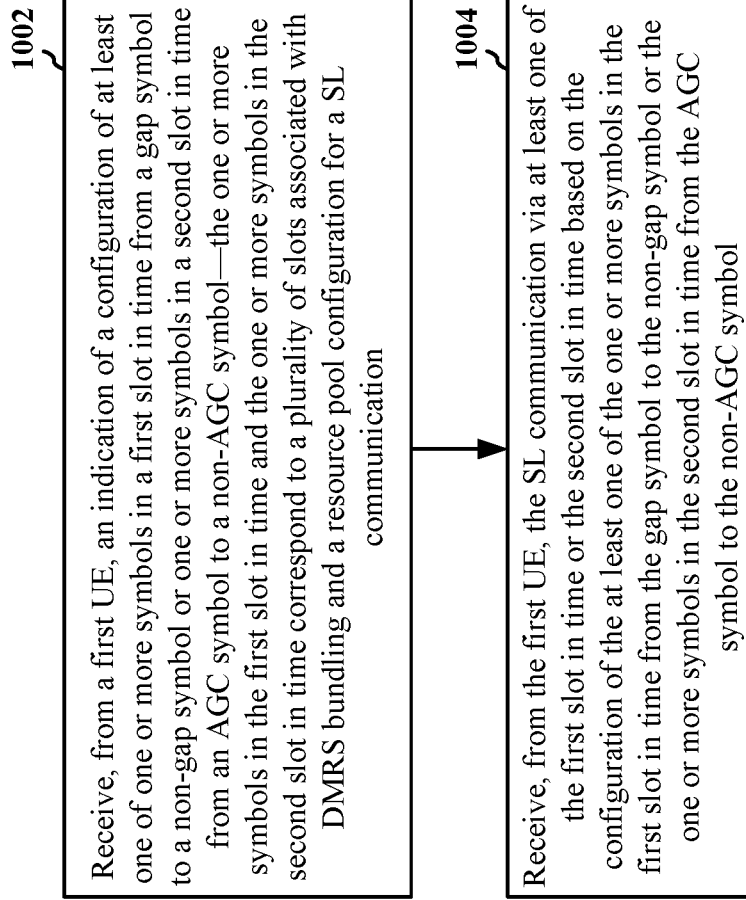 1002
Receive, from a first UE, an indication of a configuration of at least
one of one or more symbols in a first slot in time from a gap symbol
to a non-gap symbol or one or more symbols in a second slot in time
from an AGC symbol to a non-AGC symbol—the one or more
symbols in the first slot in time and the one or more symbols in the
second slot in time correspond to a plurality of slots associated with
DMRS bundling and a resource pool configuration for a SL
communication
1004
Receive, from the first UE, the SL communication via at least one of
the first slot in time or the second slot in time based on the
configuration of the at least one of the one or more symbols in the
first slot in time from the gap symbol to the non-gap symbol or the
one or more symbols in the second slot in time from the AGC
symbol to the non-AGC symbol